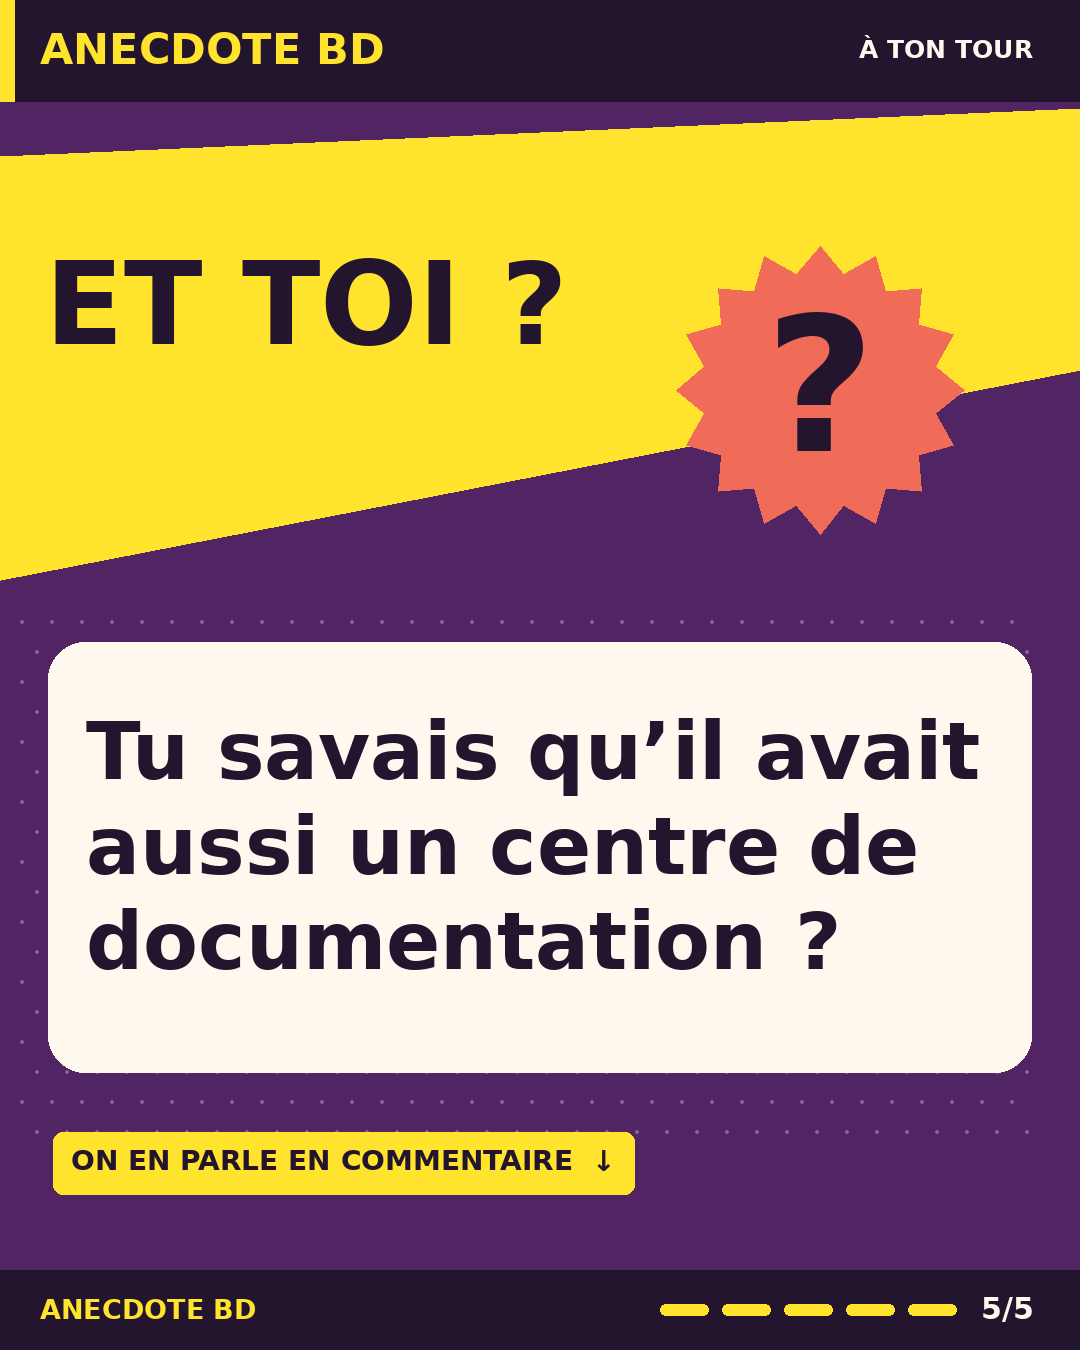 ANECDOTE BD
À TON TOUR
ET TOI ?
?
Tu savais qu’il avait
aussi un centre de
documentation ?
ON EN PARLE EN COMMENTAIRE ↓
ANECDOTE BD
5/5